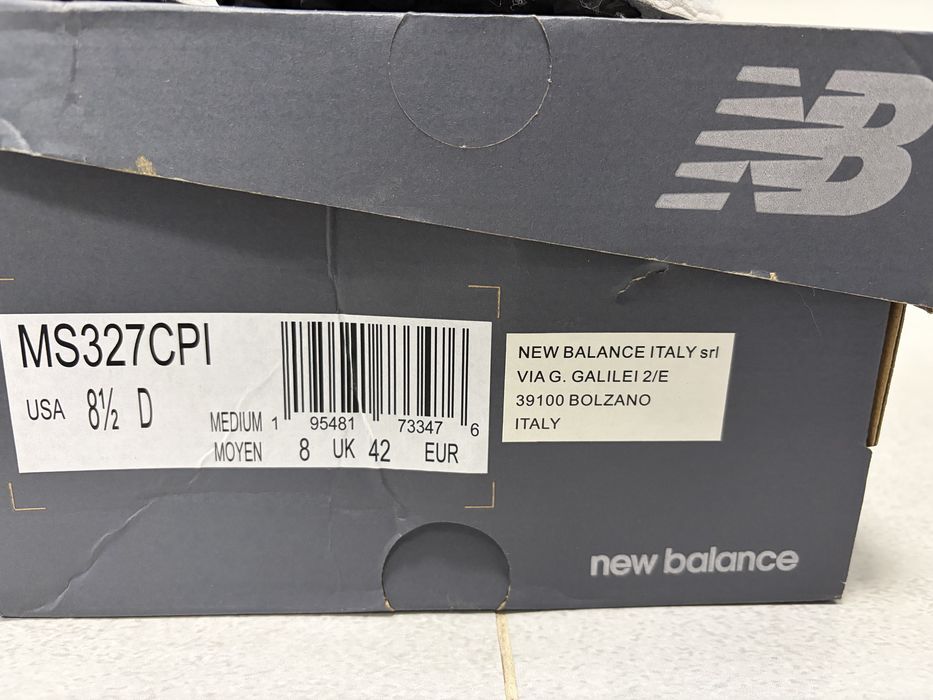 NB
MS327CPI
USA 8½ D
MEDIUM
MOYEN
1 95481 73347 6
8 UK 42 EUR
NEW BALANCE ITALY srl
VIA G. GALILEI 2/E
39100 BOLZANO
ITALY
new balance